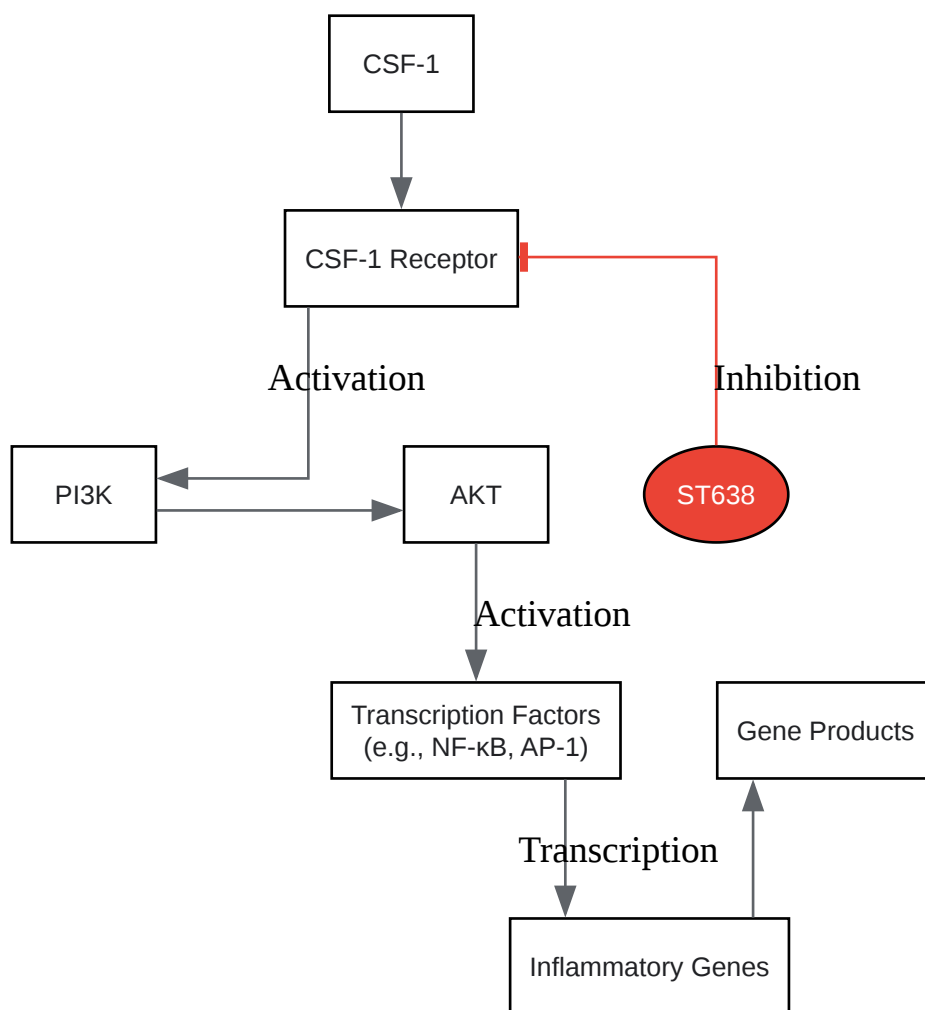 CSF-1
CSF-1 Receptor
Activation
Inhibition
PI3K
AKT
ST638
Activation
Transcription Factors
(e.g., NF-κB, AP-1)
Gene Products
Transcription
Inflammatory Genes